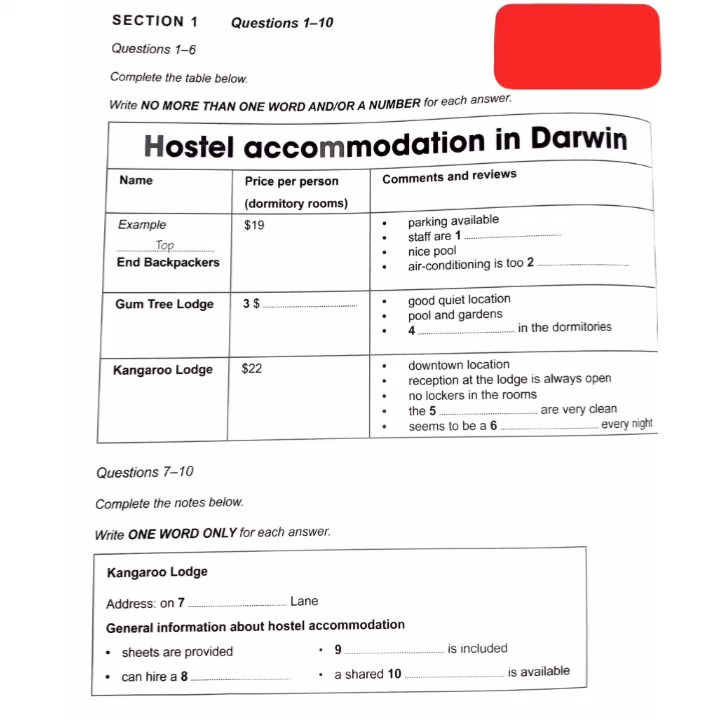 SECTION 1 Questions 1–10
Questions 1–6
Complete the table below.
Write NO MORE THAN ONE WORD AND/OR A NUMBER for each answer.
Hostel accommodation in Darwin
Name
Price per person
(dormitory rooms)
Comments and reviews
Example
Top
End Backpackers
$19
• parking available
• staff are 1 ........................
• nice pool
• air-conditioning is too 2 ........................
Gum Tree Lodge
3 $ ........................
• good quiet location
• pool and gardens
• 4 ........................ in the dormitories
Kangaroo Lodge
$22
• downtown location
• reception at the lodge is always open
• no lockers in the rooms
• the 5 ........................ are very clean
• seems to be a 6 ........................ every night
Questions 7–10
Complete the notes below.
Write ONE WORD ONLY for each answer.
Kangaroo Lodge
Address: on 7 ........................ Lane
General information about hostel accommodation
• sheets are provided
• 9 ........................ is included
• can hire a 8 ........................
• a shared 10 ........................ is available